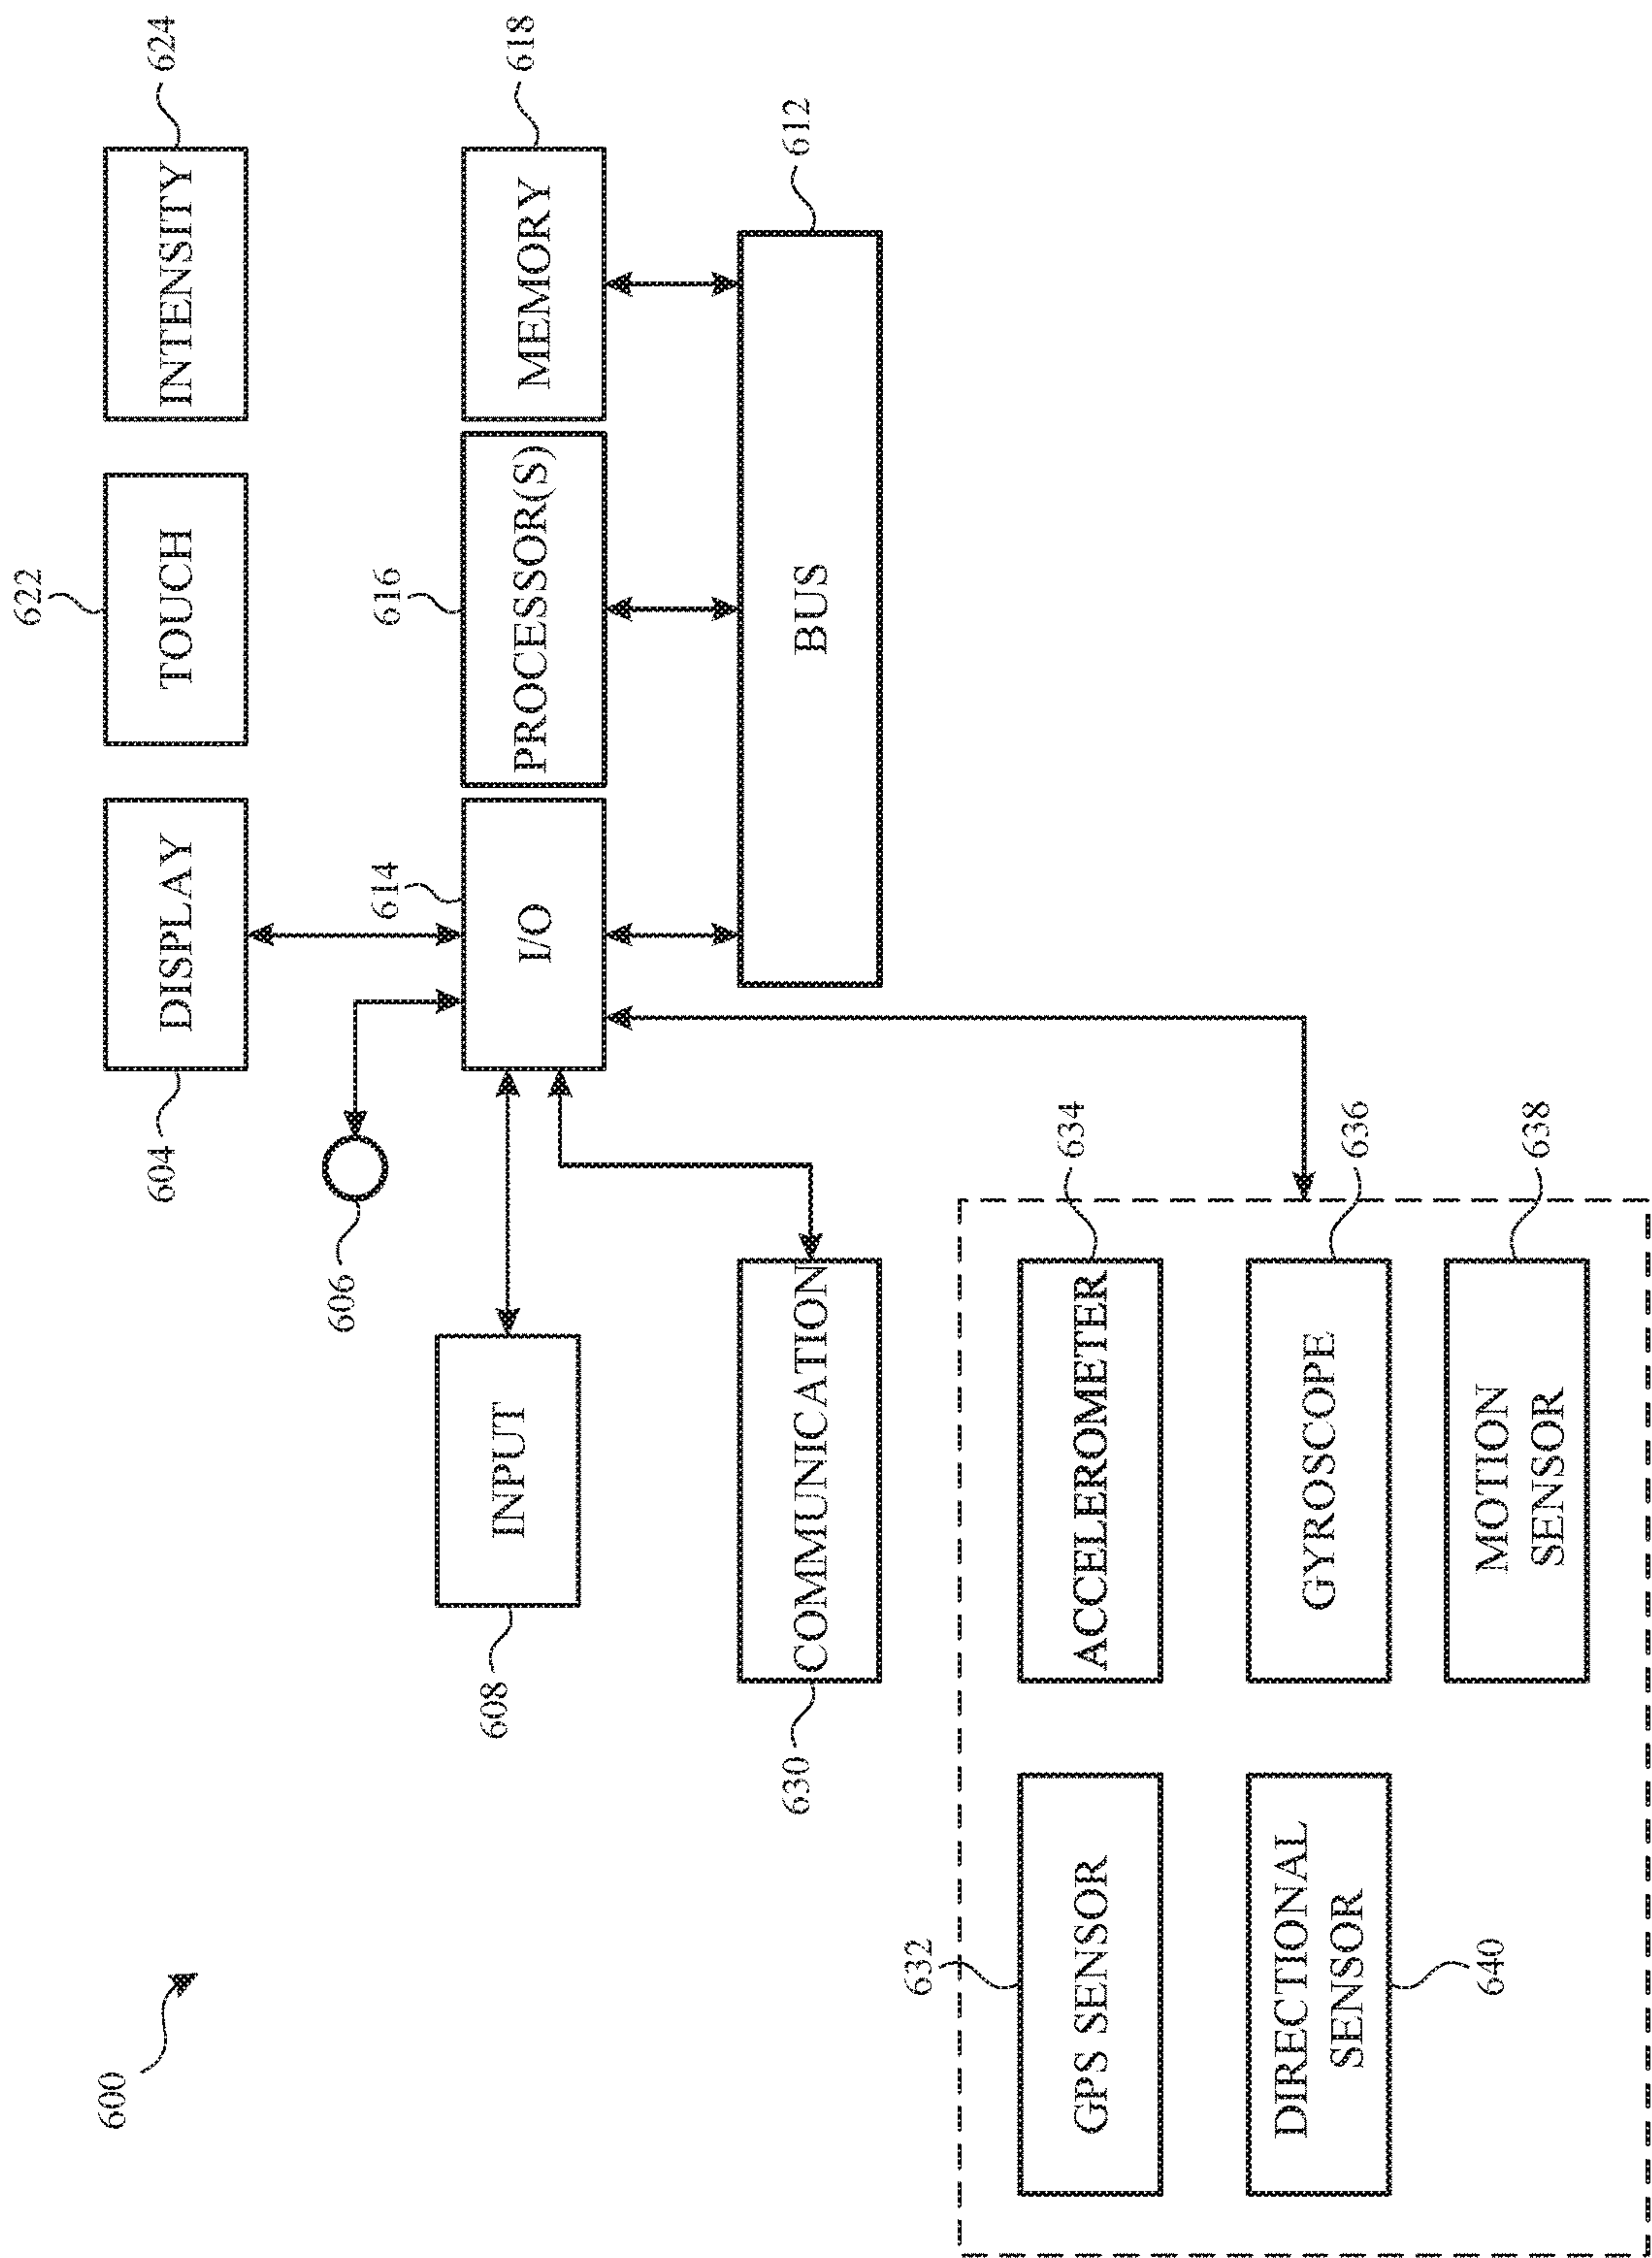 600
604
DISPLAY
622
TOUCH
INTENSITY
624
606
614
I/O
616
PROCESSOR(S)
MEMORY
618
608
INPUT
BUS
612
630
COMMUNICATION
632
GPS SENSOR
ACCELEROMETER
634
DIRECTIONAL
SENSOR
640
GYROSCOPE
636
MOTION
SENSOR
638